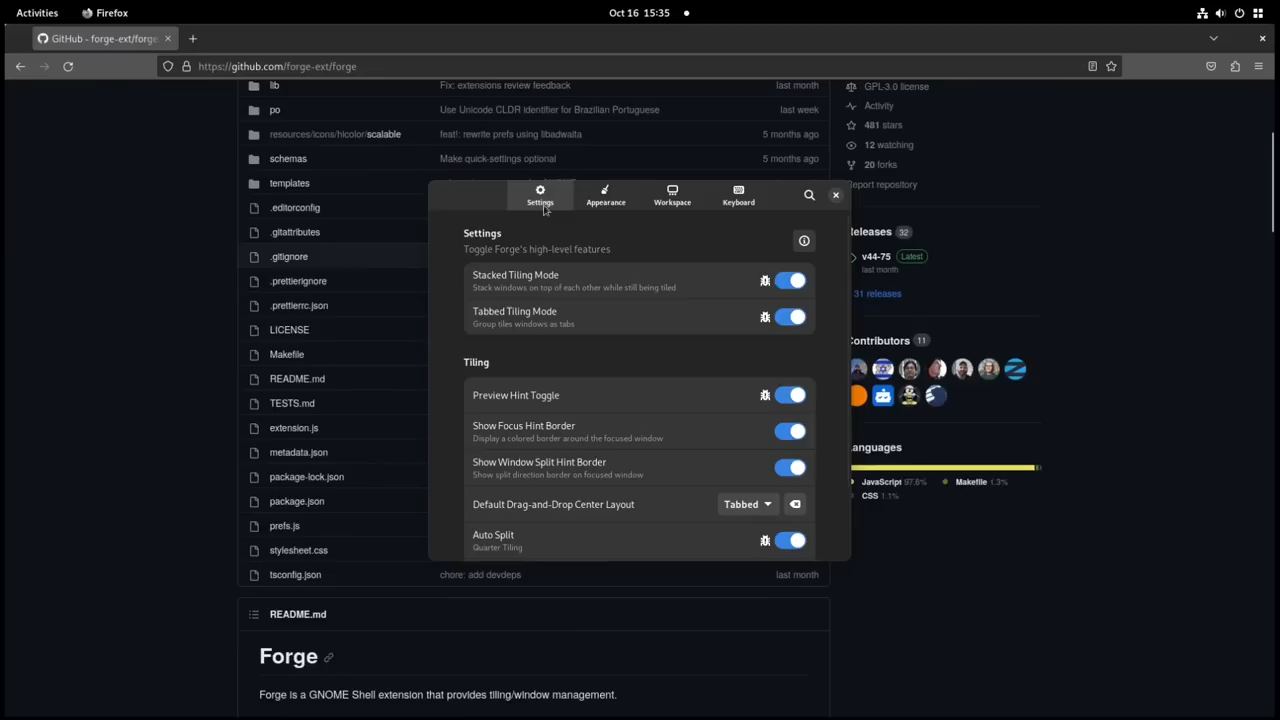 Activities
Firefox
Oct 16 15:35
GitHub - forge-ext/forge
https://github.com/forge-ext/forge
lib
Fix: extensions review feedback
last month
po
Use Unicode CLDR identifier for Brazilian Portuguese
last week
resources/icons/hicolor/scalable
feat!: rewrite prefs using libadwaita
5 months ago
schemas
Make quick-settings optional
5 months ago
templates
.editorconfig
.gitattributes
.gitignore
.prettierignore
.prettierrc.json
LICENSE
Makefile
README.md
TESTS.md
extension.js
metadata.json
package-lock.json
package.json
prefs.js
stylesheet.css
tsconfig.json
chore: add devdeps
last month
Settings
Appearance
Workspace
Keyboard
Settings
Toggle Forge's high-level features
Stacked Tiling Mode
Stack windows on top of each other while still being tiled
Tabbed Tiling Mode
Group tiles windows as tabs
Tiling
Preview Hint Toggle
Show Focus Hint Border
Display a colored border around the focused window
Show Window Split Hint Border
Show split direction border on focused window
Default Drag-and-Drop Center Layout
Tabbed
Auto Split
Quarter Tiling
GPL-3.0 license
Activity
481 stars
12 watching
20 forks
Report repository
Releases 32
v44-75 Latest
last month
31 releases
Contributors 11
Languages
JavaScript 97.6%
Makefile 1.3%
CSS 1.1%
README.md
Forge
Forge is a GNOME Shell extension that provides tiling/window management.